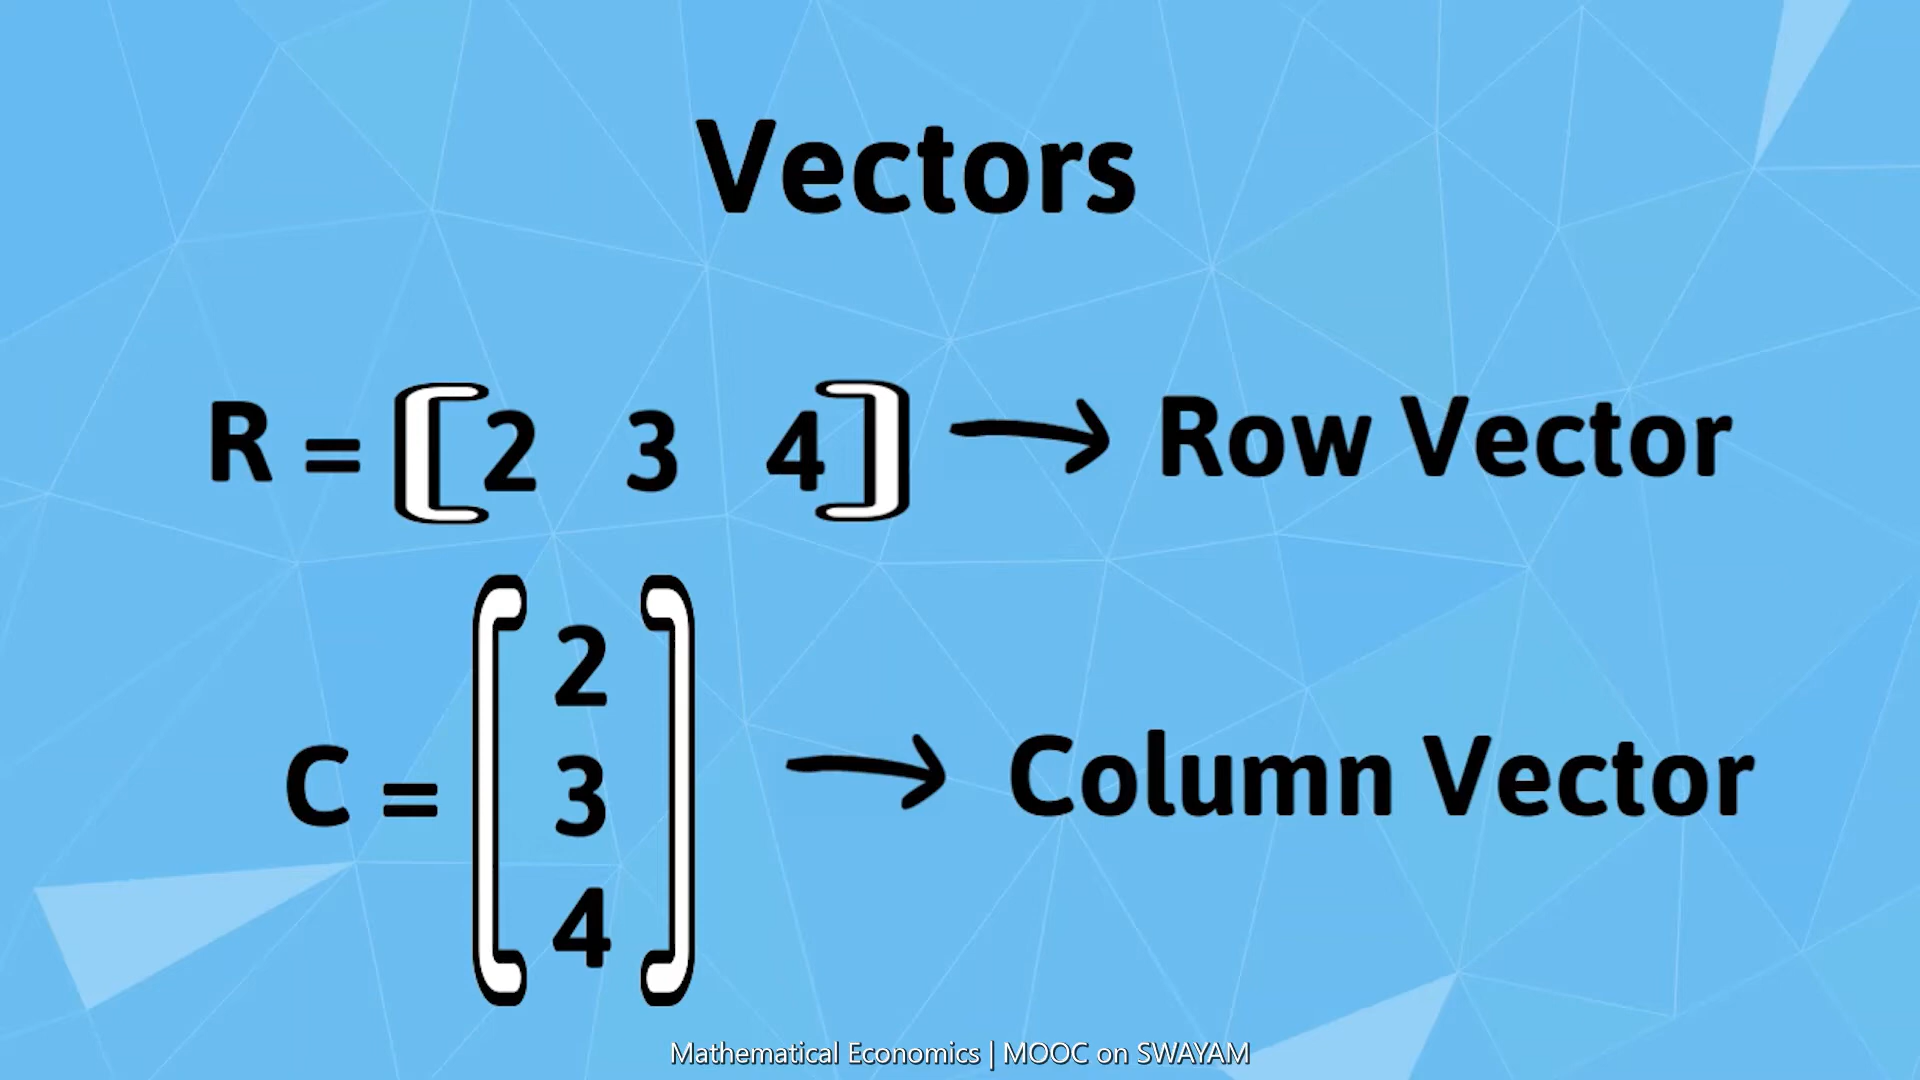 Vectors
R = [2 3 4] → Row Vector
C = [2
3
4] → Column Vector
Mathematical Economics | MOOC on SWAYAM